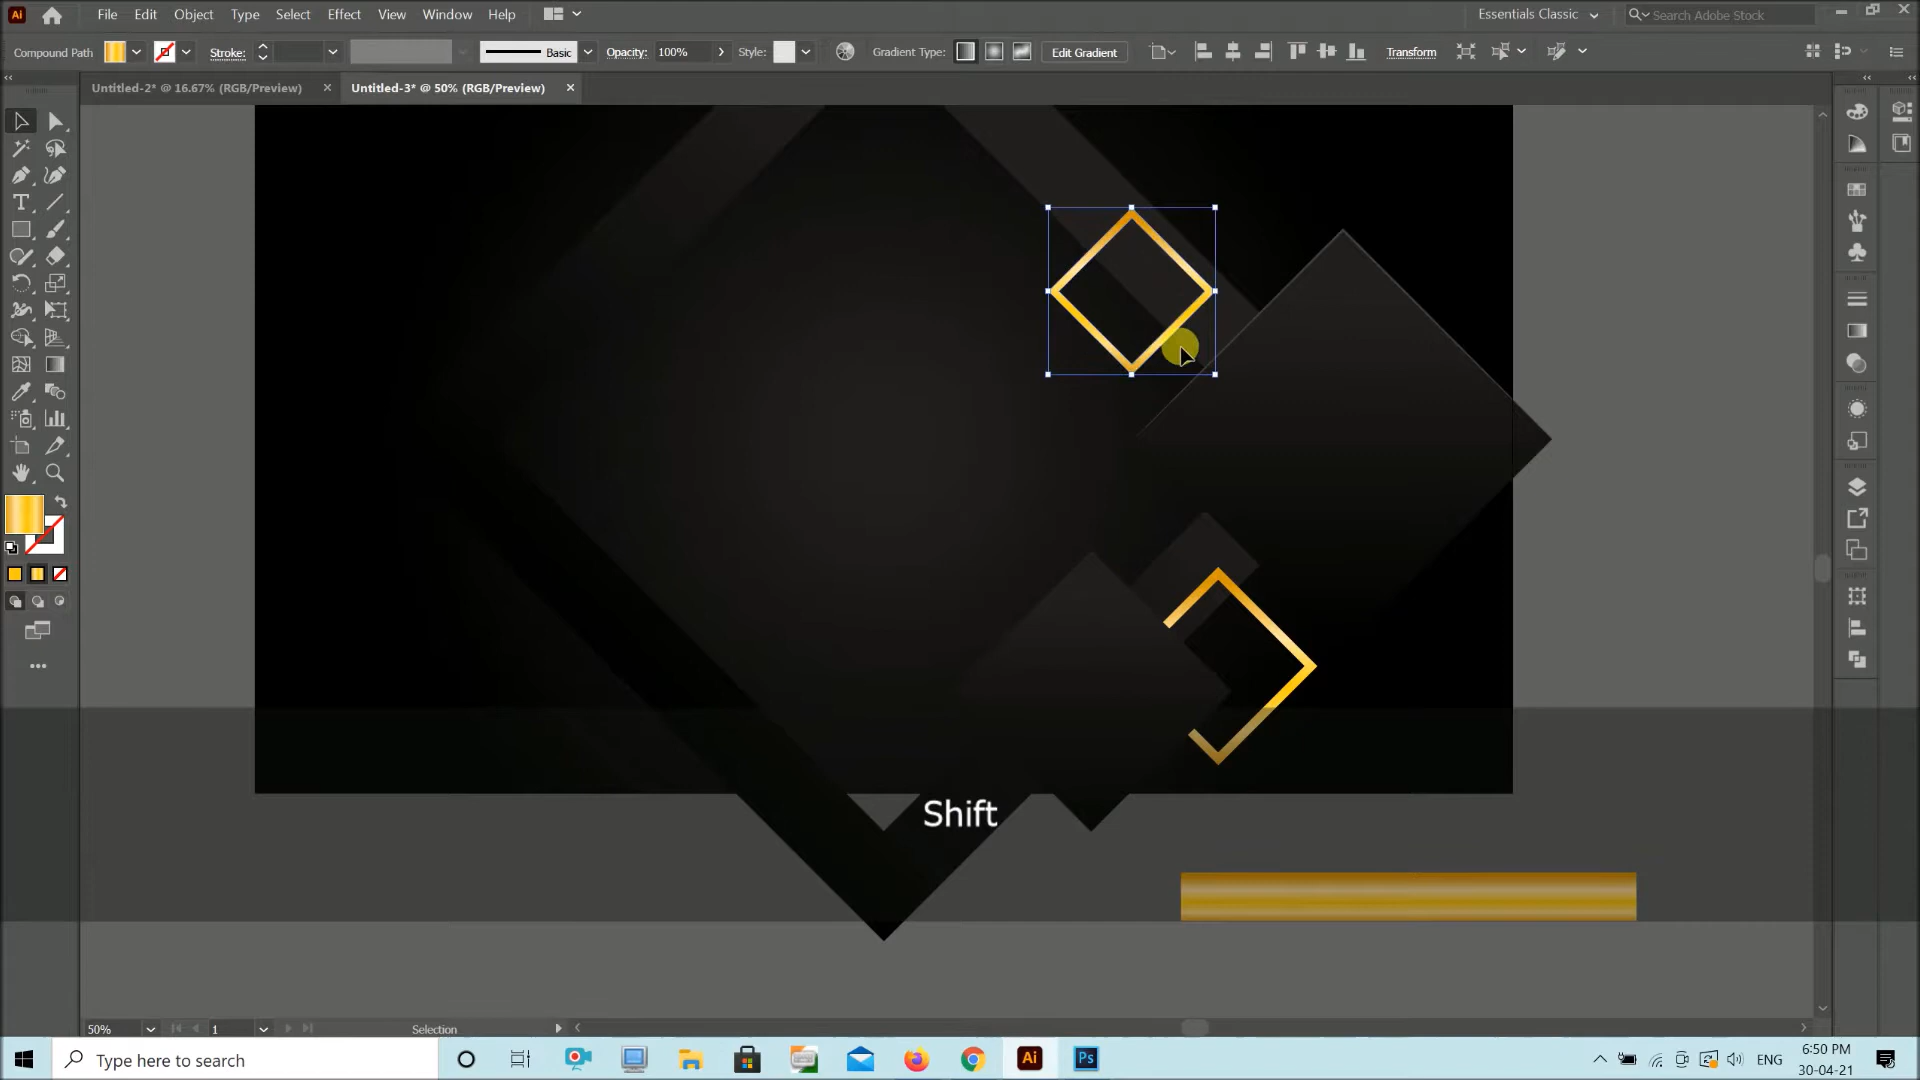 Ai File Edit Object Type Select Effect View Window Help Essentials Classic Search Adobe Stock
Compound Path Stroke: Basic Opacity: 100% Style: Gradient Type: Edit Gradient Transform
Untitled-2* @ 16.67% (RGB/Preview) Untitled-3* @ 50% (RGB/Preview)
Shift
50% 1 Selection
Type here to search Ai Ps ENG 6:50 PM
30-04-21